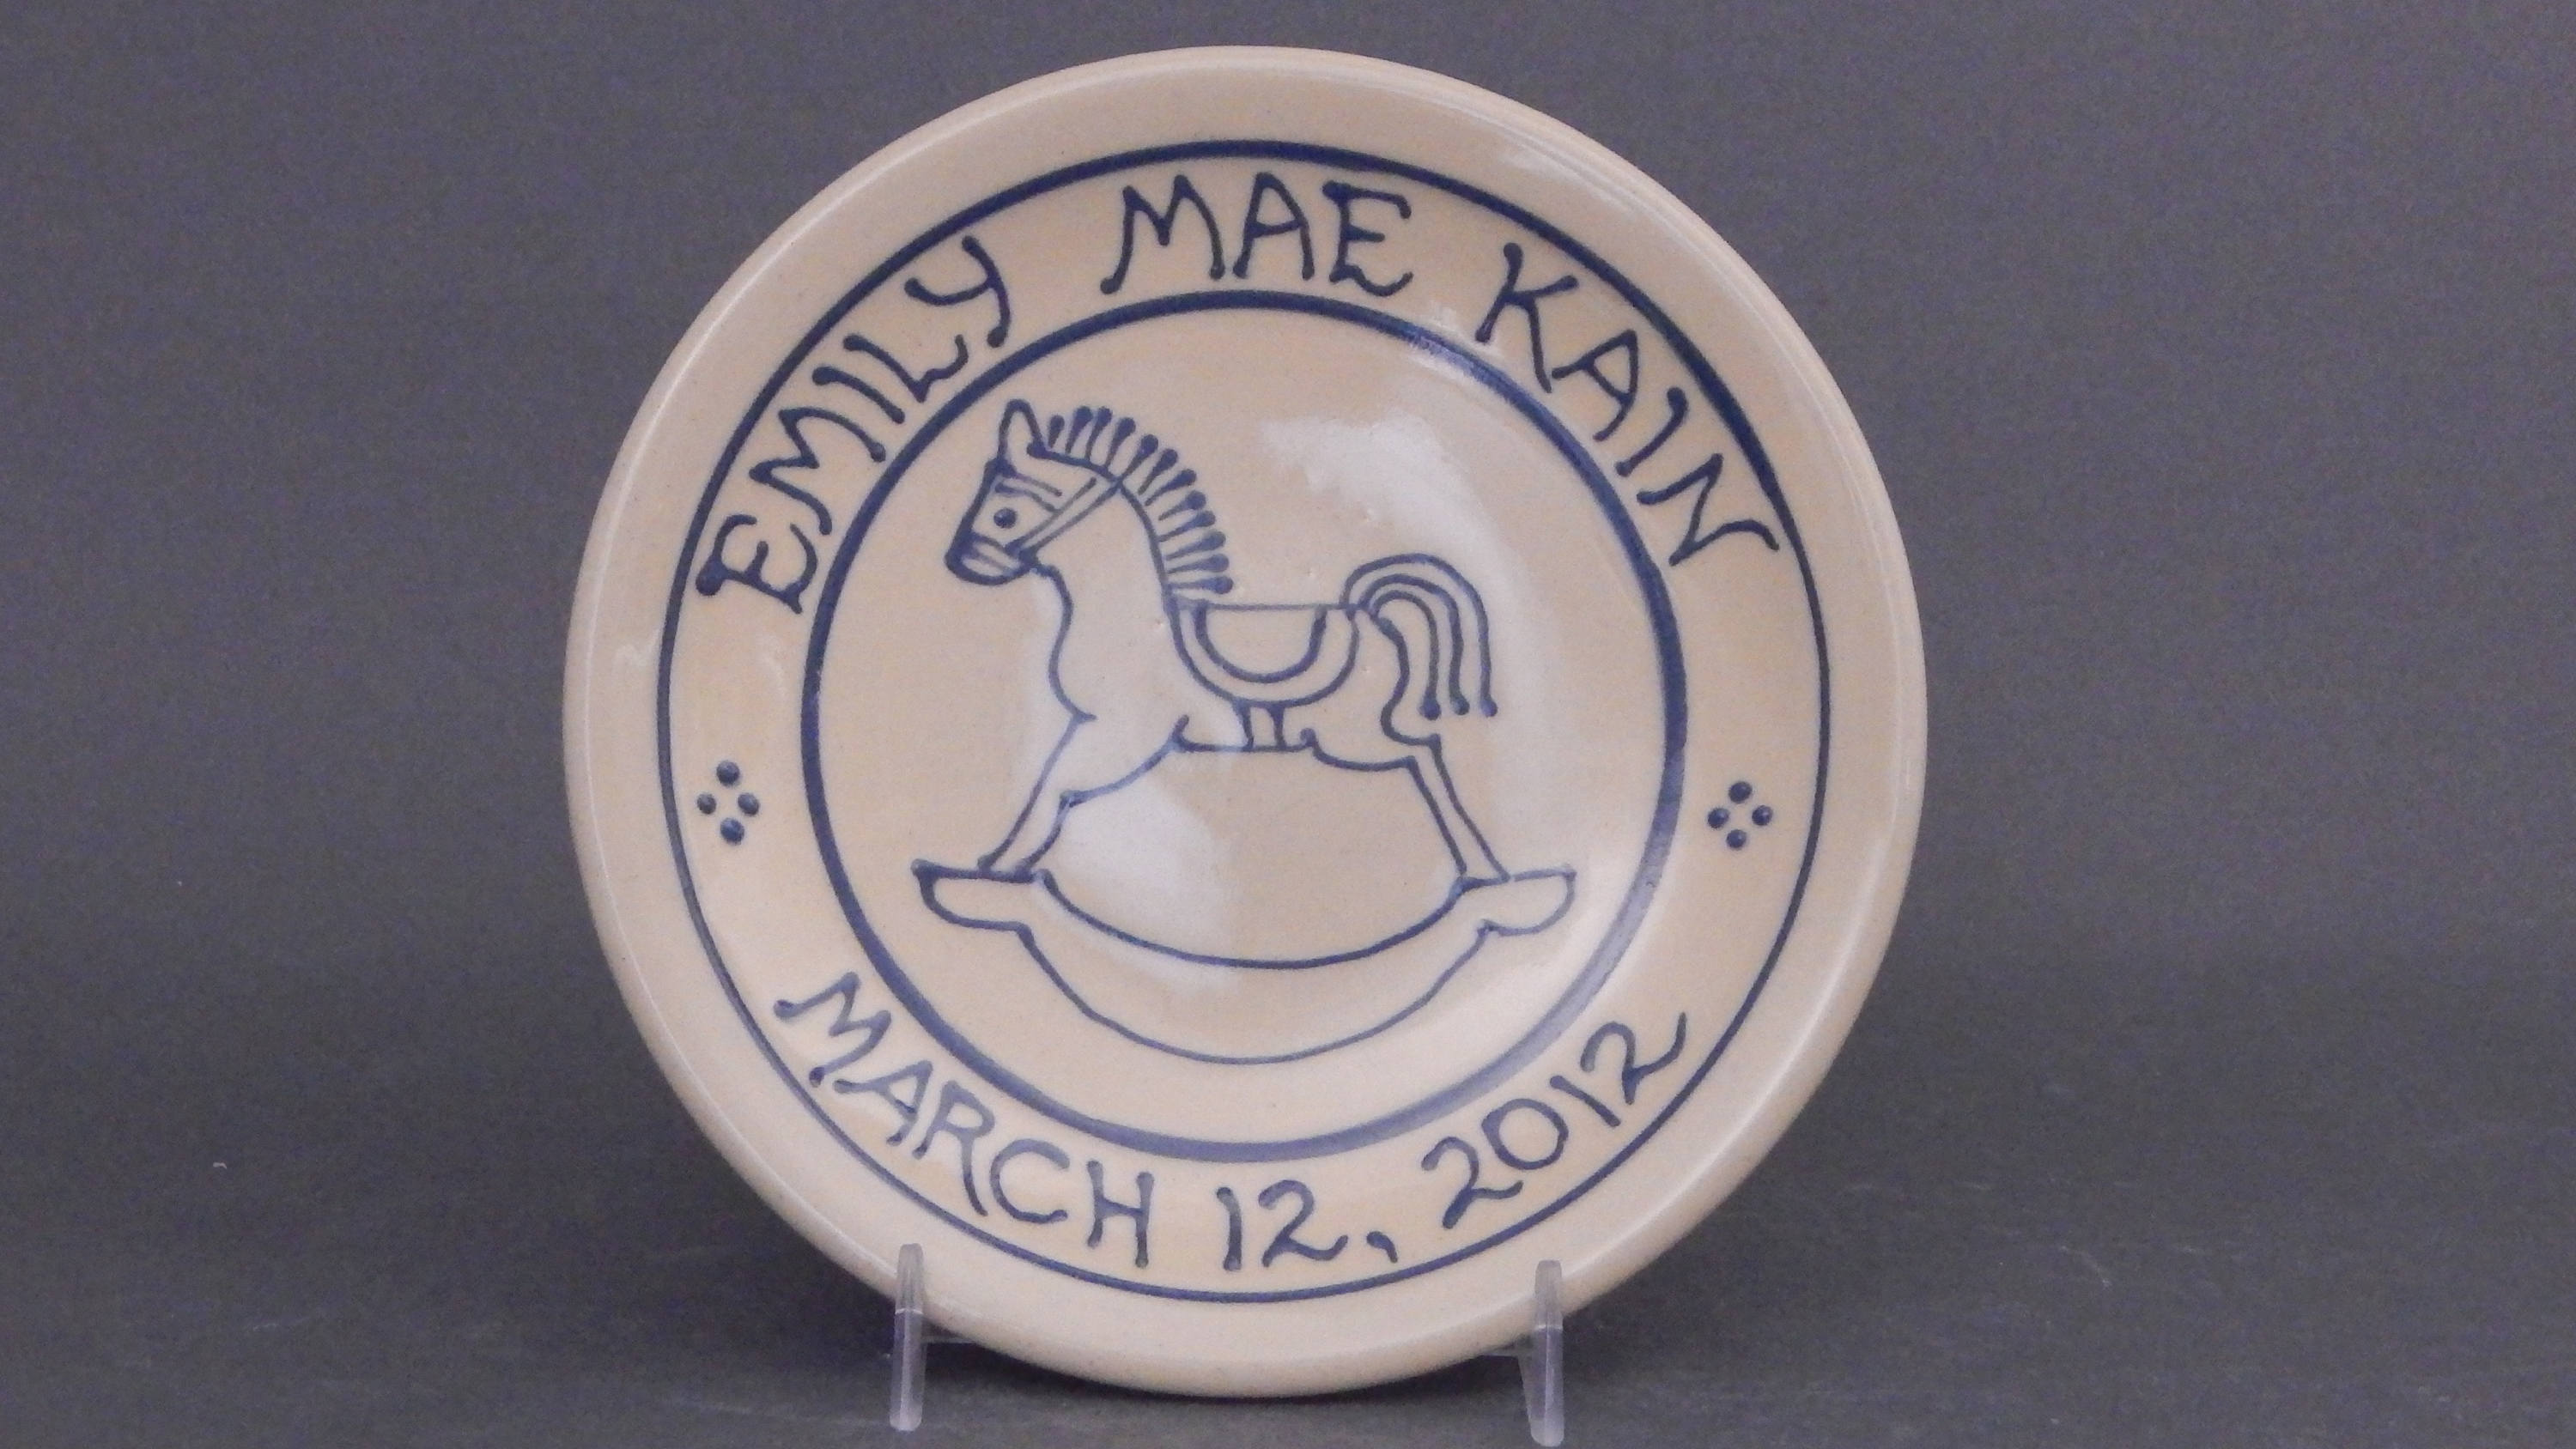 EMILY MAE KAIN
MARCH 12, 2012